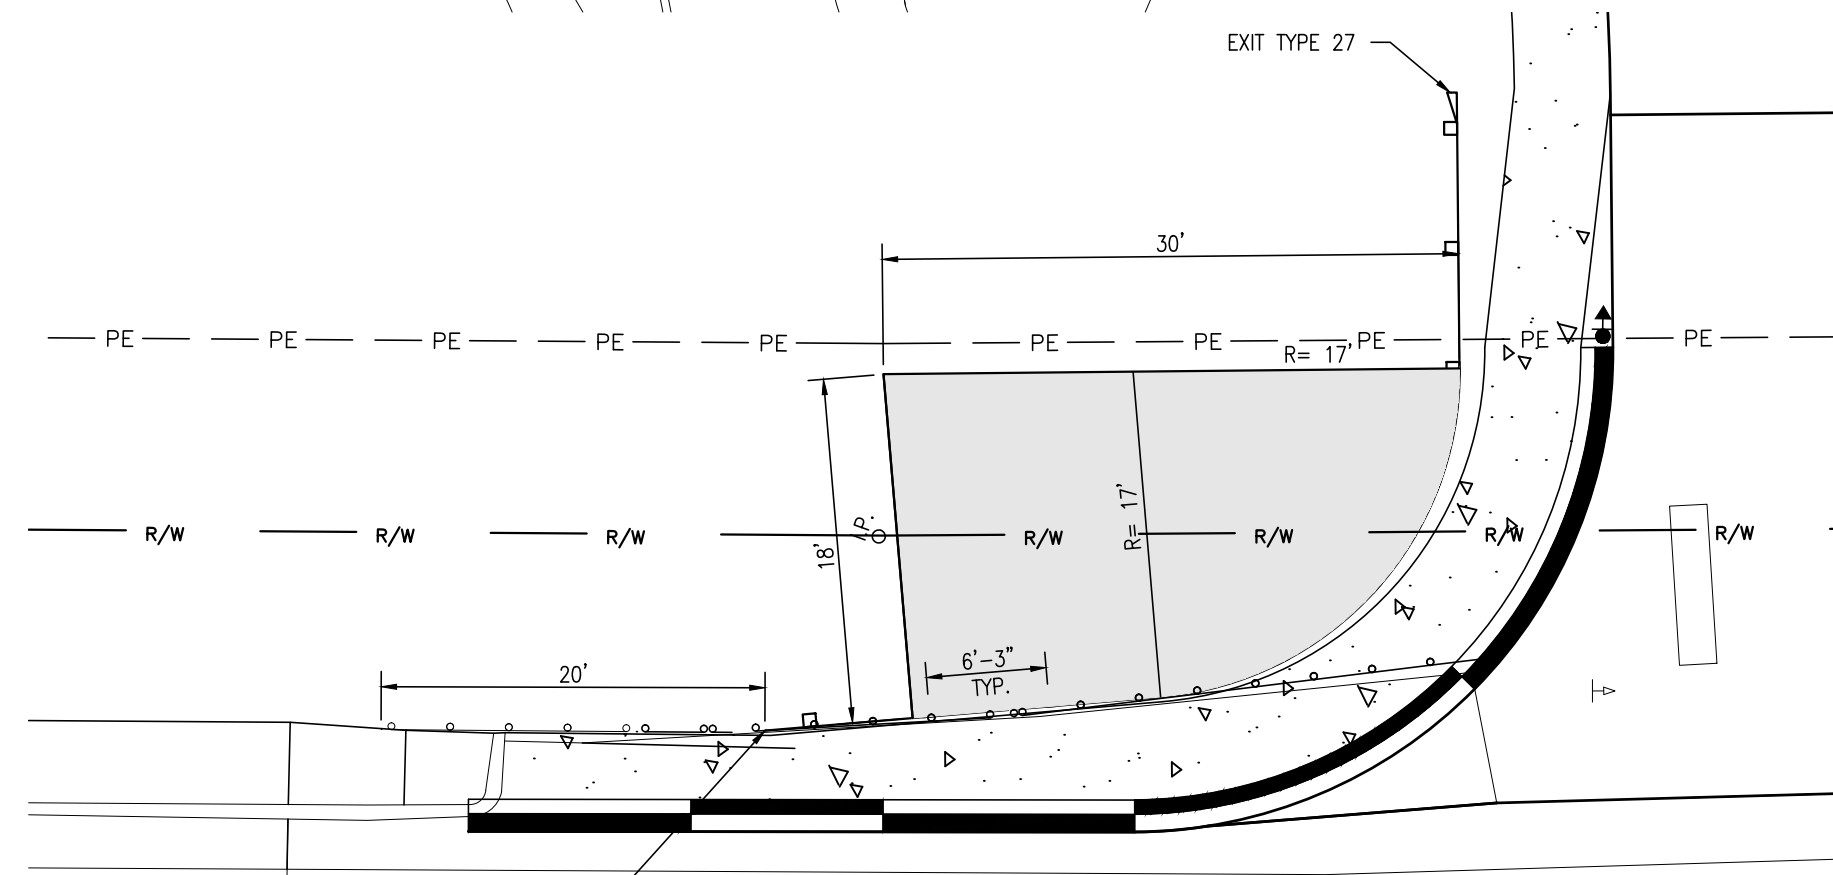 EXIT TYPE 27
30'
PE PE PE PE PE PE PE PE PE PE
R= 17'
R= 17'
18'
I.P.
R/W R/W R/W R/W R/W R/W R/W
6'-3"
TYP.
20'